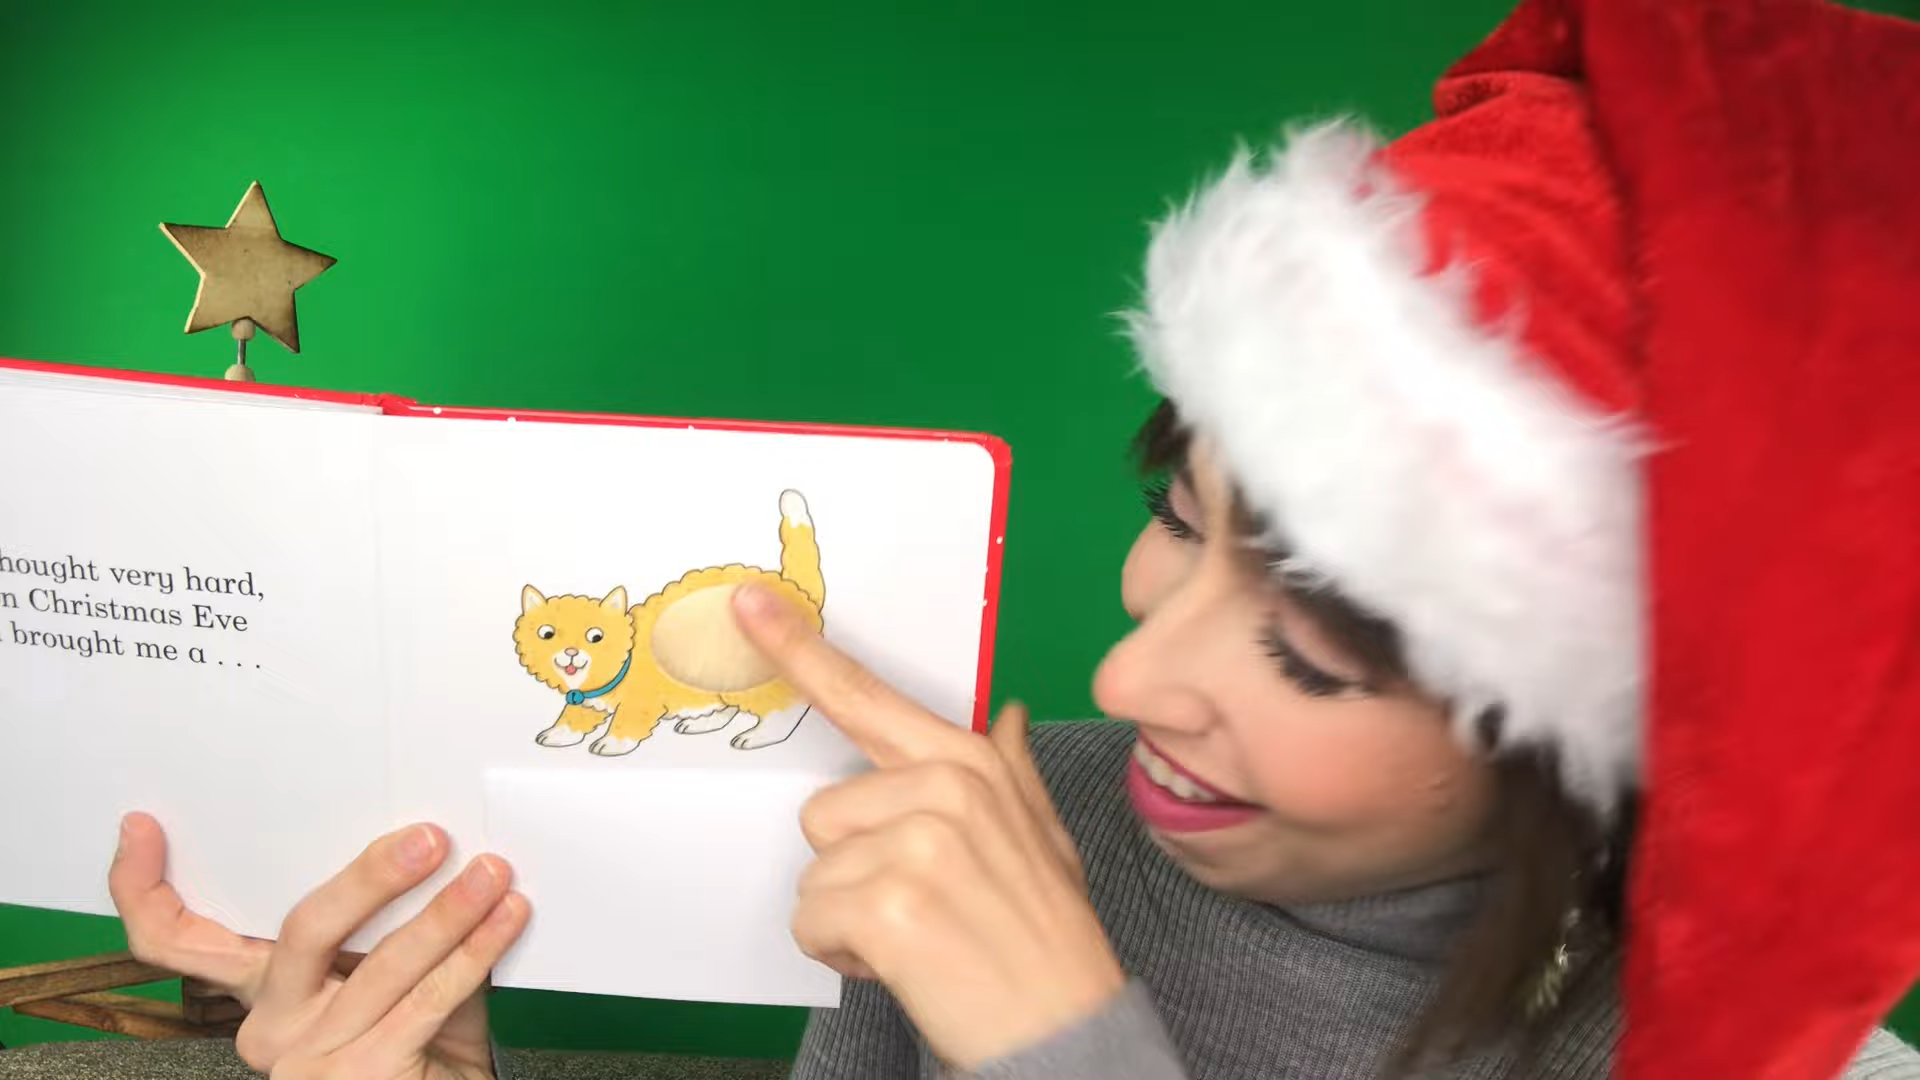 hought very hard,
n Christmas Eve
brought me a . . .